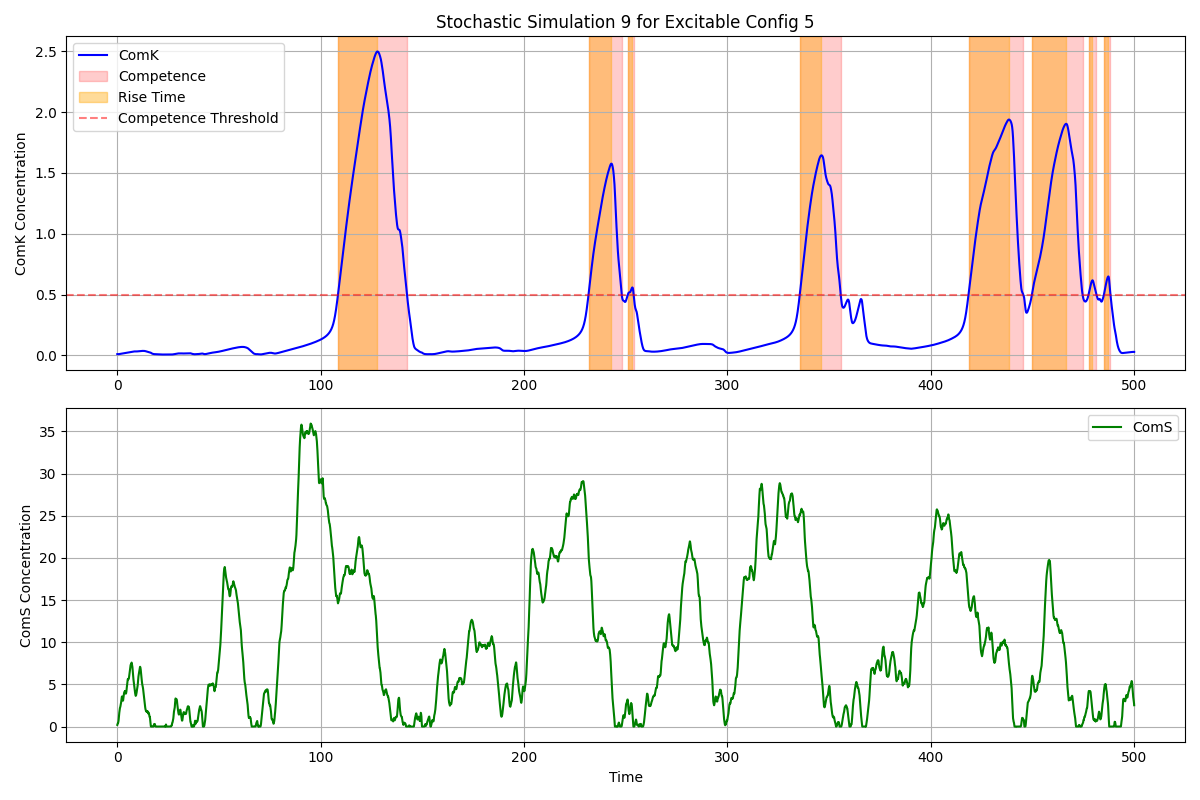 Stochastic Simulation 9 for Excitable Config 5
ComK
Competence
Rise Time
Competence Threshold
ComK Concentration
2.5
2.0
1.5
1.0
0.5
0.0
0 100 200 300 400 500
ComS
ComS Concentration
35
30
25
20
15
10
5
0
0 100 200 300 400 500
Time